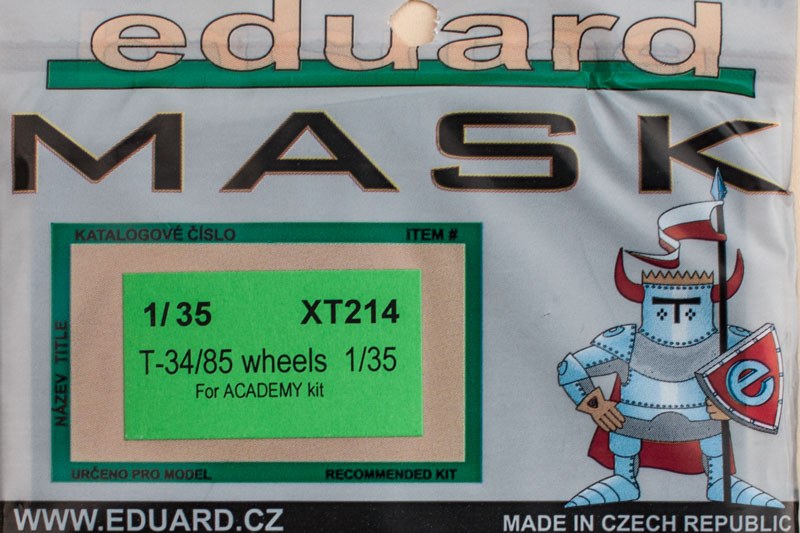 eduard
MASK
KATALOGOVÉ ČÍSLO ITEM #
1/35 XT214
T-34/85 wheels 1/35
For ACADEMY kit
NÁZEV TITLE
URČENO PRO MODEL RECOMMENDED KIT
e
WWW.EDUARD.CZ MADE IN CZECH REPUBLIC